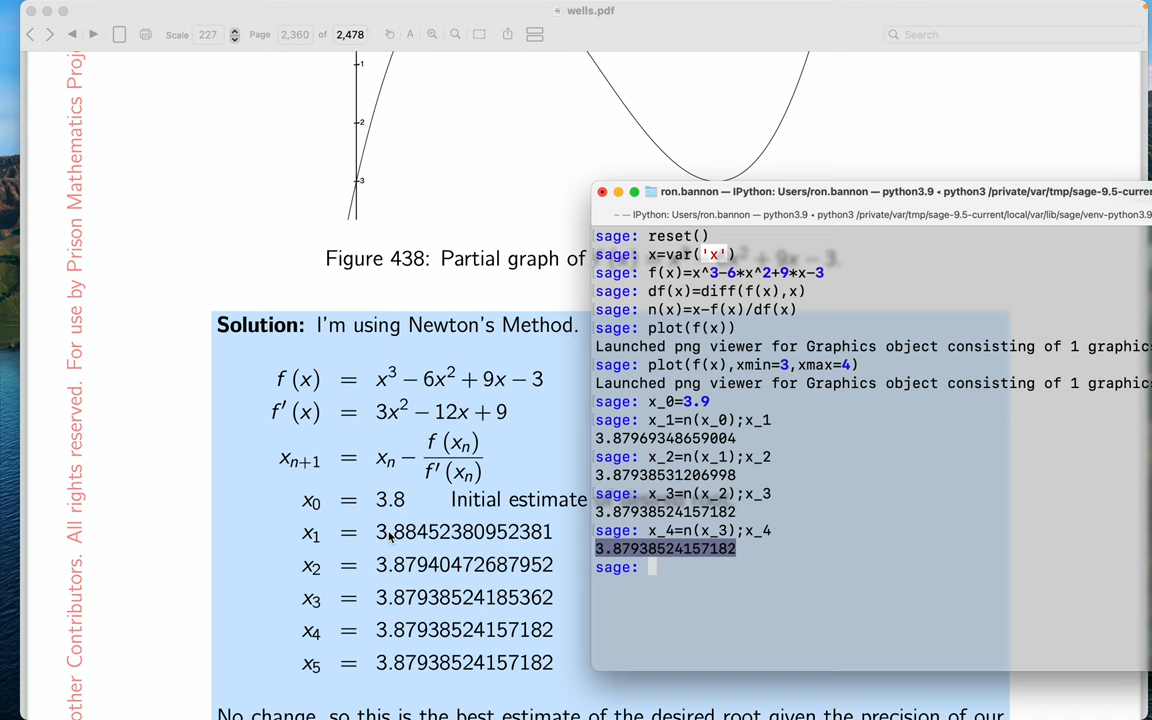 wells.pdf
Scale 227 Page 2,360 of 2,478 A Search
other Contributors. All rights reserved. For use by Prison Mathematics Proj
-1
-2
-3
Figure 438: Partial graph of
Solution: I'm using Newton's Method.
f (x) = x³ − 6x² + 9x − 3
f′ (x) = 3x² − 12x + 9
xₙ₊₁ = xₙ − f (xₙ) / f′ (xₙ)
x₀ = 3.8 Initial estimate
x₁ = 3.88452380952381
x₂ = 3.87940472687952
x₃ = 3.87938524185362
x₄ = 3.87938524157182
x₅ = 3.87938524157182
No change, so this is the best estimate of the desired root given the precision of our
ron.bannon — IPython: Users/ron.bannon — python3.9 ◂ python3 /private/var/tmp/sage-9.5-curre
~ — IPython: Users/ron.bannon — python3.9 ◂ python3 /private/var/tmp/sage-9.5-current/local/var/lib/sage/venv-python3.9
sage: reset()
sage: x=var('x')
sage: f(x)=x^3-6*x^2+9*x-3
sage: df(x)=diff(f(x),x)
sage: n(x)=x-f(x)/df(x)
sage: plot(f(x))
Launched png viewer for Graphics object consisting of 1 graphics
sage: plot(f(x),xmin=3,xmax=4)
Launched png viewer for Graphics object consisting of 1 graphics
sage: x_0=3.9
sage: x_1=n(x_0);x_1
3.87969348659004
sage: x_2=n(x_1);x_2
3.87938531206998
sage: x_3=n(x_2);x_3
3.87938524157182
sage: x_4=n(x_3);x_4
3.87938524157182
sage: